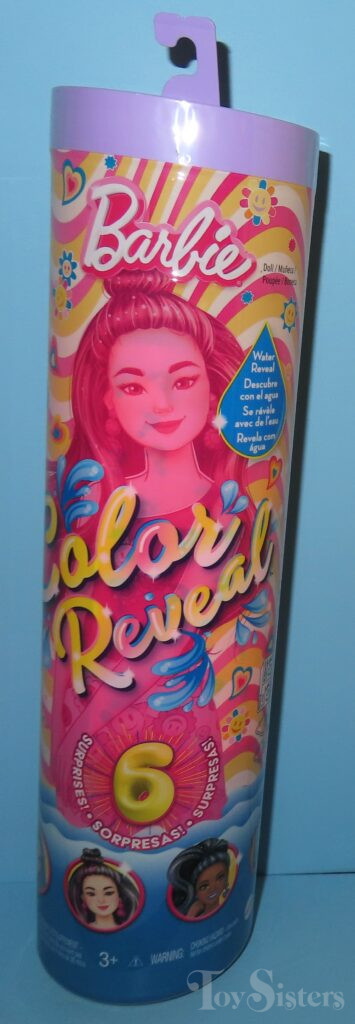 Barbie
Doll / Muñeca /
Poupée / Boneca
Water
Reveal
Descubre
con el agua
Se révèle
avec de l'eau
Revela com
água
Color
Reveal
6
SURPRISES! • SORPRESAS! • SURPRESAS!
3+ ⚠ WARNING:
ToySisters